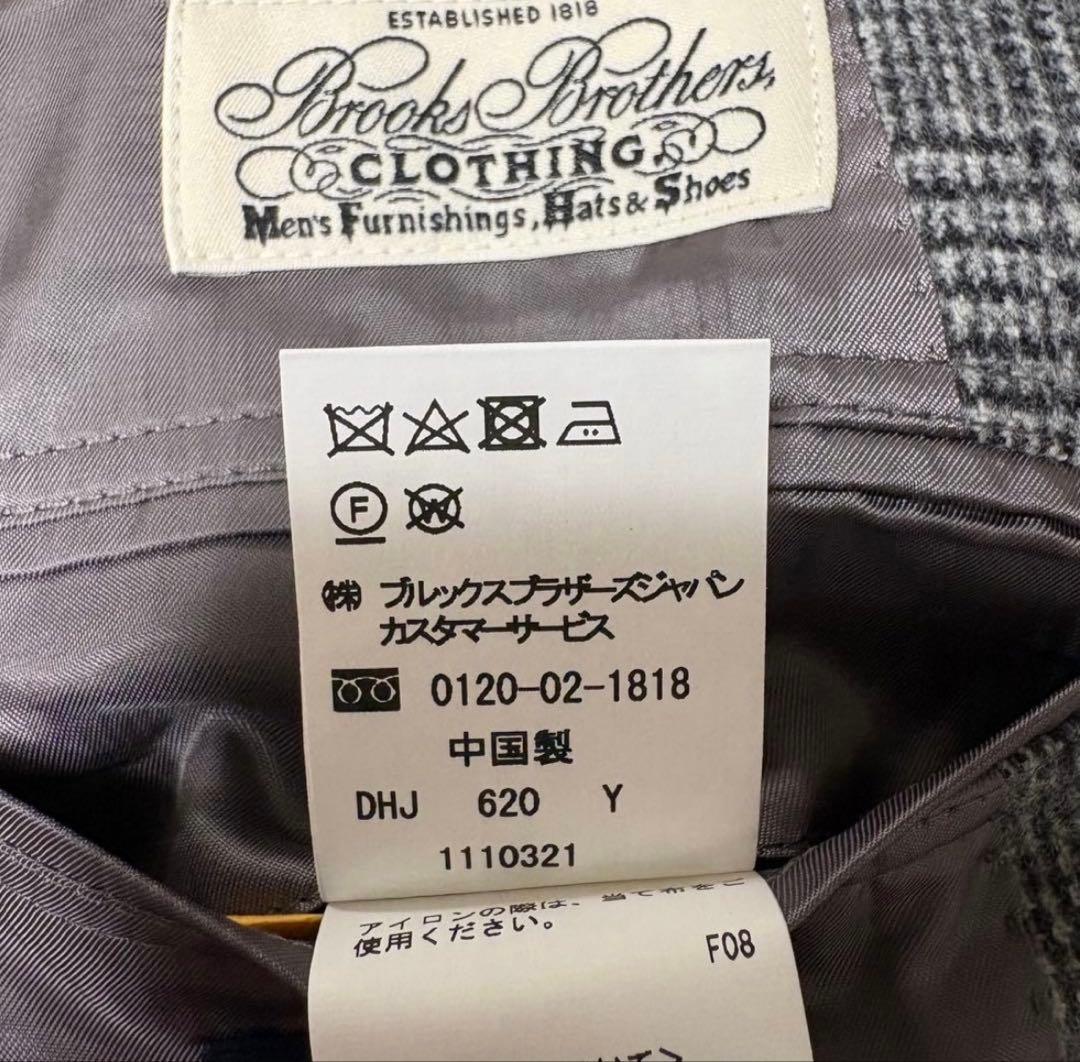 ESTABLISHED 1818
Brooks Brothers,
CLOTHING,
Men's Furnishings, Hats & Shoes
F W
㈱ ブルックスブラザーズジャパン
カスタマーサービス
0120-02-1818
中国製
DHJ 620 Y
1110321
アイロンの際は、当て布をご
使用ください。
F08